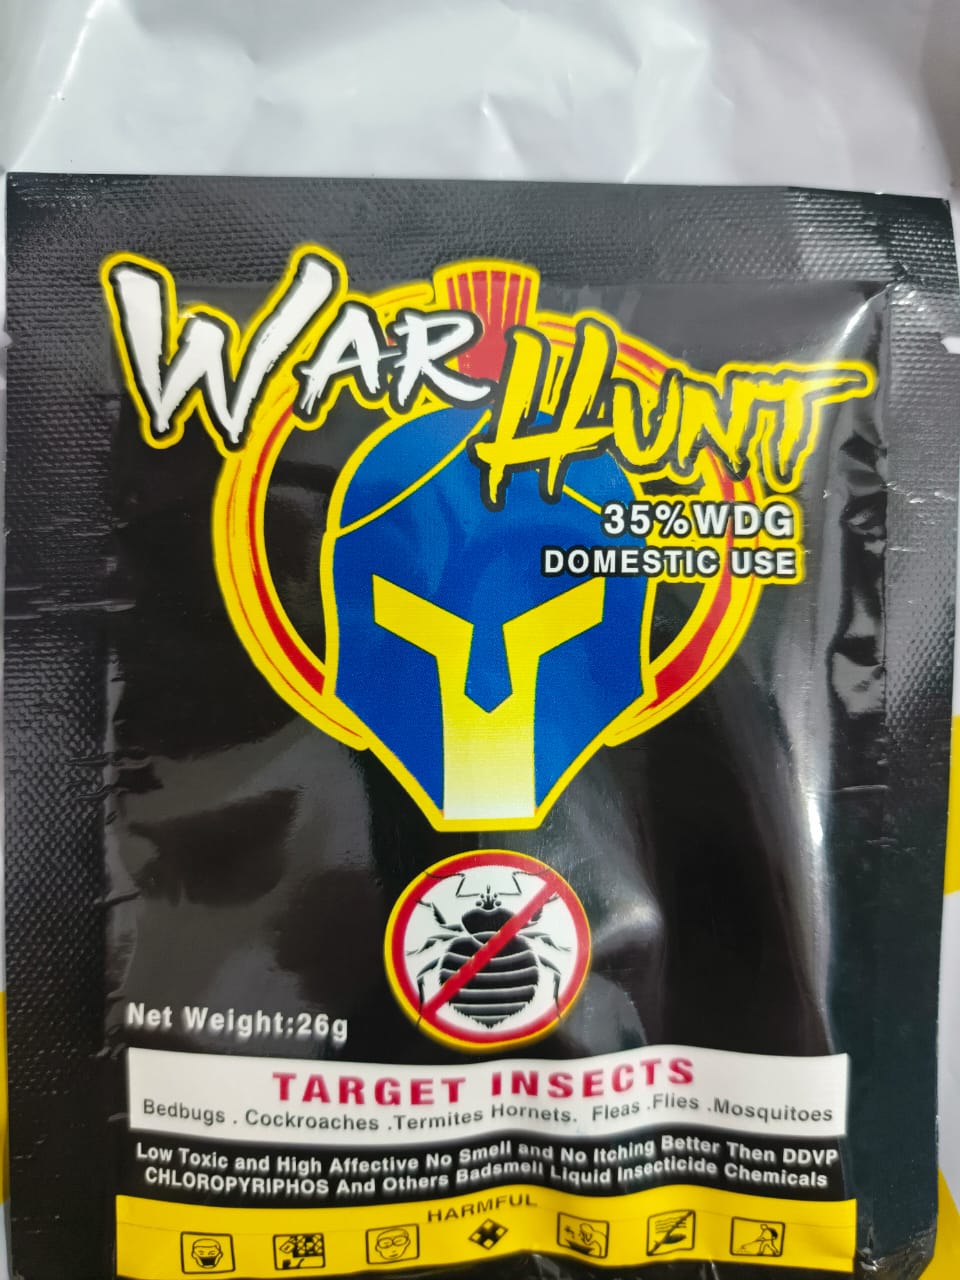 WAR HUNT
35%WDG
DOMESTIC USE
Net Weight:26g
TARGET INSECTS
Bedbugs . Cockroaches .Termites Hornets. Fleas .Flies .Mosquitoes
Low Toxic and High Affective No Smell and No Itching Better Then DDVP
CHLOROPYRIPHOS And Others Badsmell Liquid Insecticide Chemicals
HARMFUL